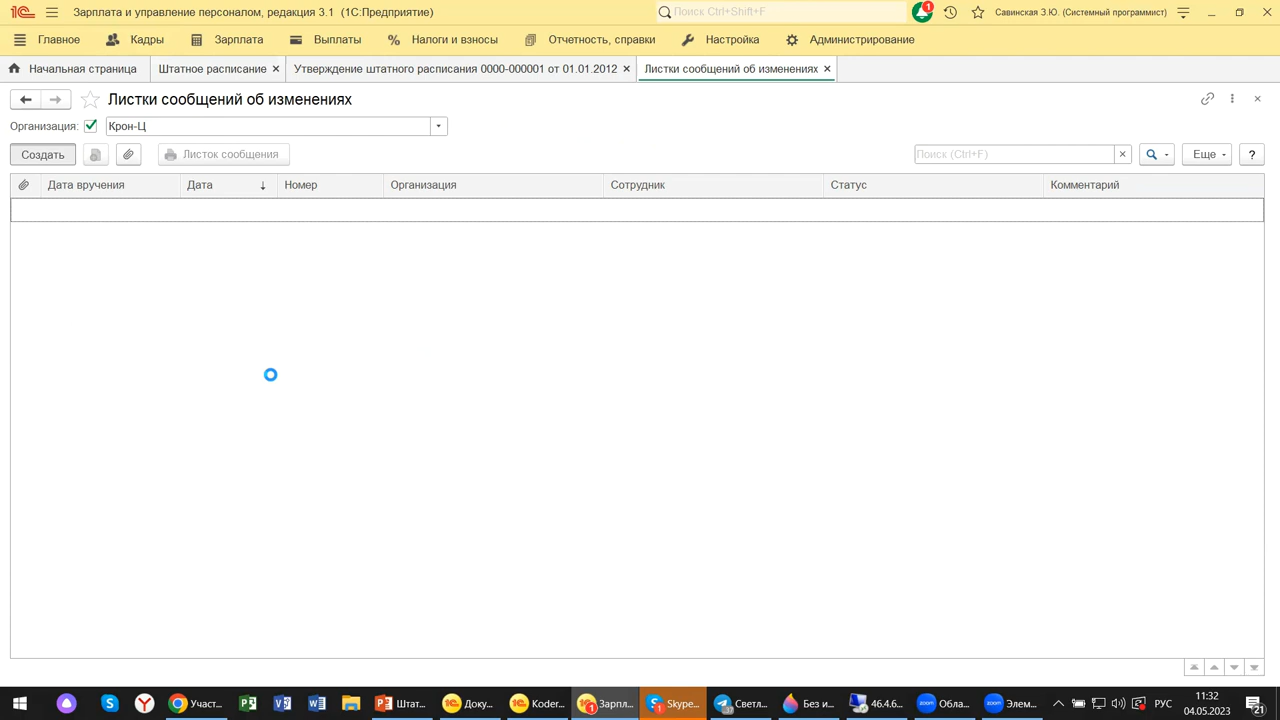 Зарплата и управление персоналом, редакция 3.1 (1С:Предприятие)
Поиск Ctrl+Shift+F
1
Савинская З.Ю. (Системный программист)
Главное
Кадры
Зарплата
Выплаты
Налоги и взносы
Отчетность, справки
Настройка
Администрирование
Начальная страница
Штатное расписание
Утверждение штатного расписания 0000-000001 от 01.01.2012
Листки сообщений об изменениях
Листки сообщений об изменениях
Организация:
Крон-Ц
Создать
Листок сообщения
Поиск (Ctrl+F)
Еще
?
Дата вручения
Дата
Номер
Организация
Сотрудник
Статус
Комментарий
Участ...
Штат...
Доку...
Koder...
Зарпл...
Skype...
Светл...
Без и...
46.4.6...
Обла...
Элем...
РУС
11:32
04.05.2023
21